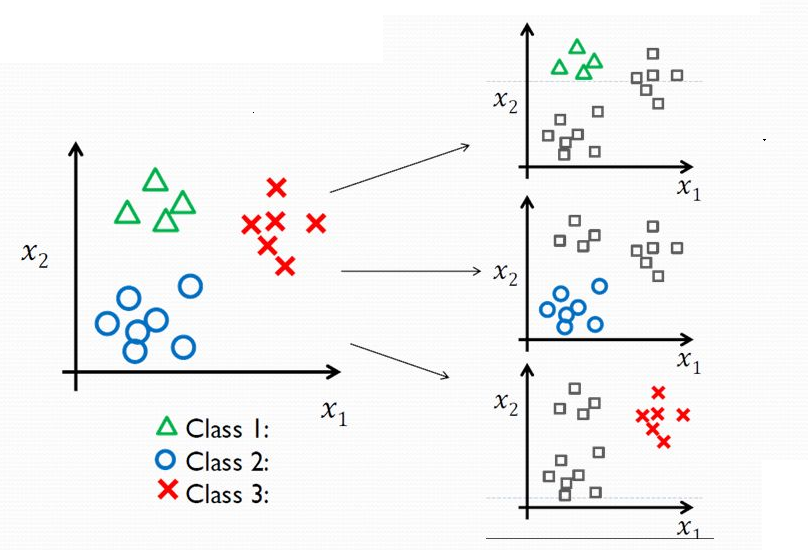 x₂
x₁
Class 1:
Class 2:
Class 3:
x₂
x₁
x₂
x₁
x₂
x₁